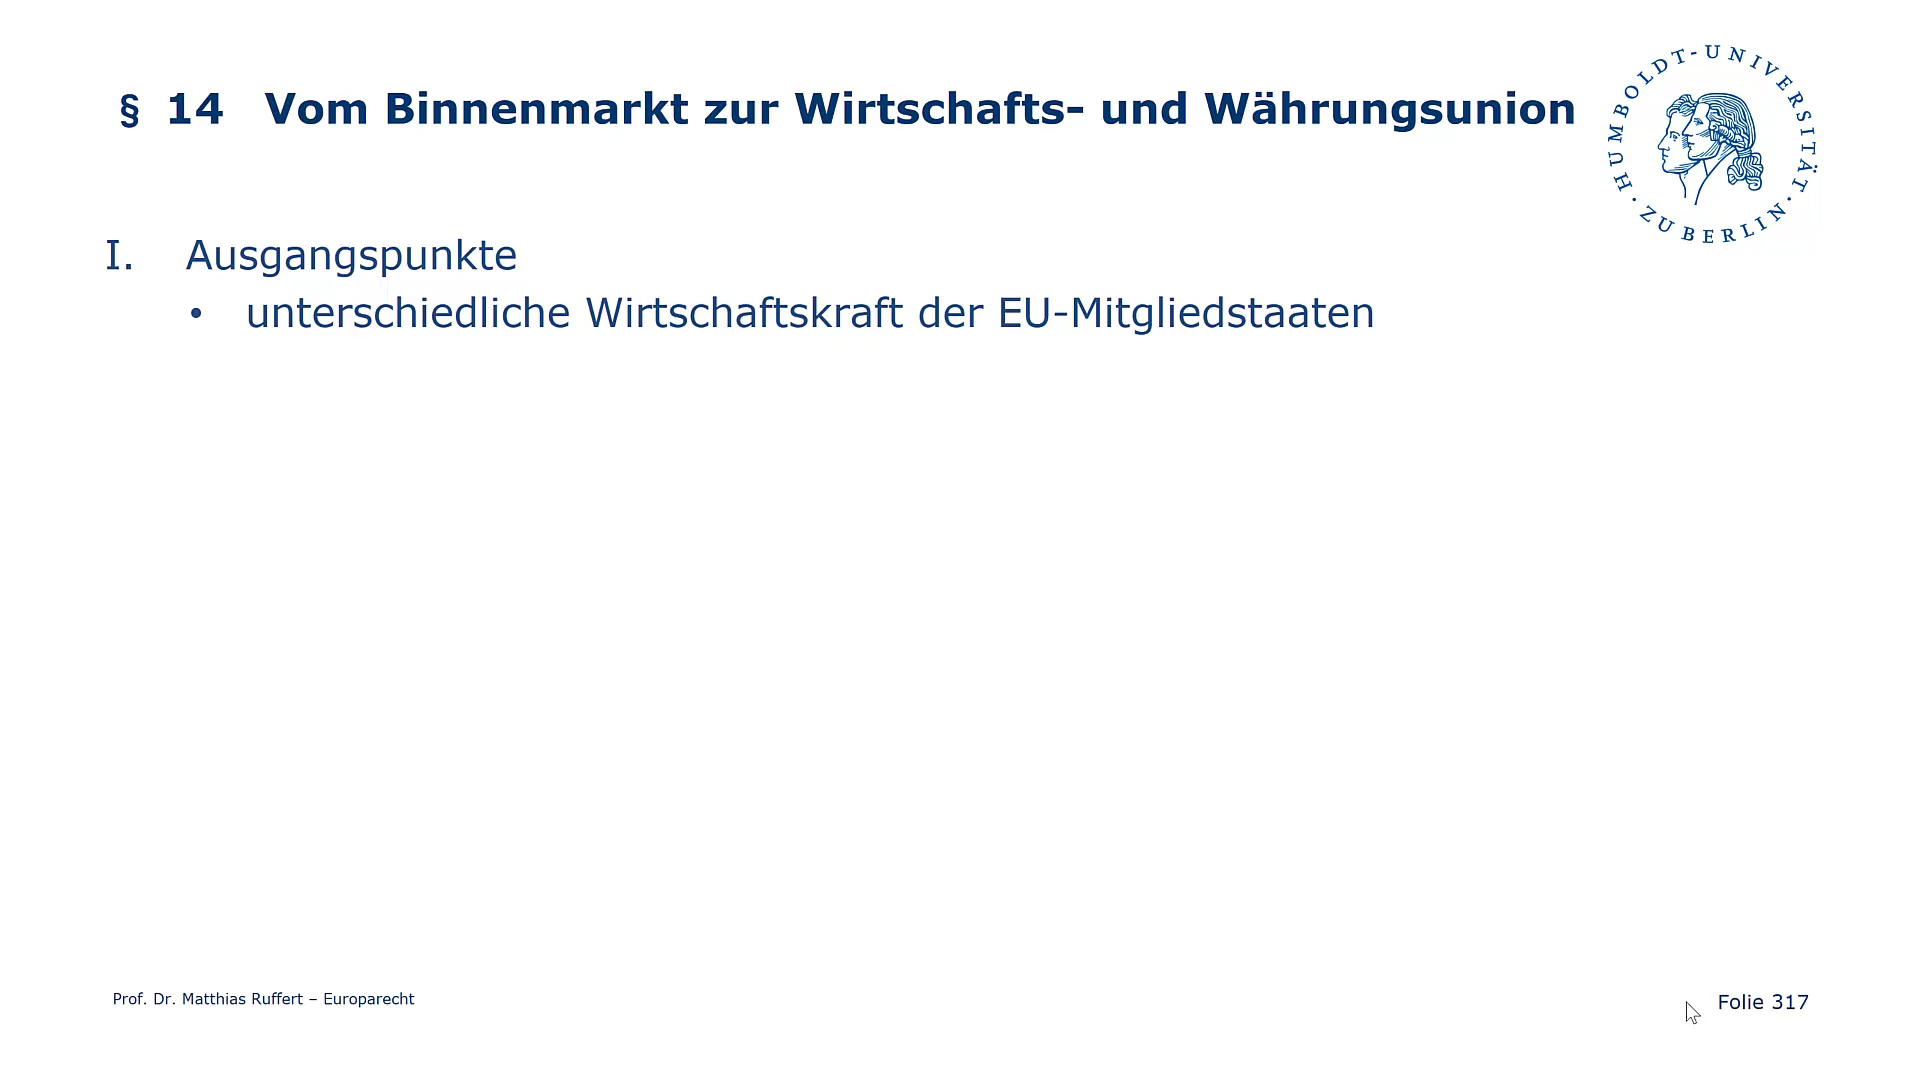 § 14 Vom Binnenmarkt zur Wirtschafts- und Währungsunion
HUMBOLDT-UNIVERSITÄT · ZU BERLIN ·
I. Ausgangspunkte
• unterschiedliche Wirtschaftskraft der EU-Mitgliedstaaten
Prof. Dr. Matthias Ruffert – Europarecht
Folie 317